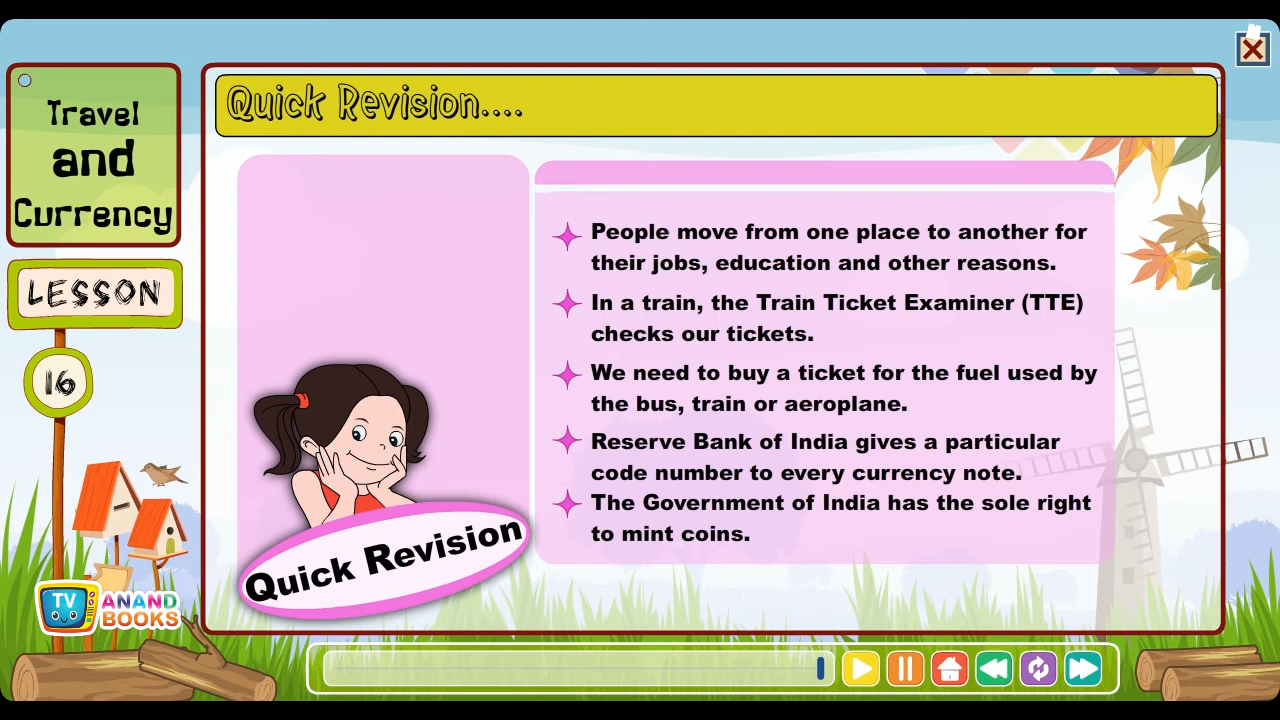 Travel
and
Currency
LESSON
16
Quick Revision....
People move from one place to another for
their jobs, education and other reasons.
In a train, the Train Ticket Examiner (TTE)
checks our tickets.
We need to buy a ticket for the fuel used by
the bus, train or aeroplane.
Reserve Bank of India gives a particular
code number to every currency note.
The Government of India has the sole right
to mint coins.
Quick Revision
TV
ANAND
BOOKS